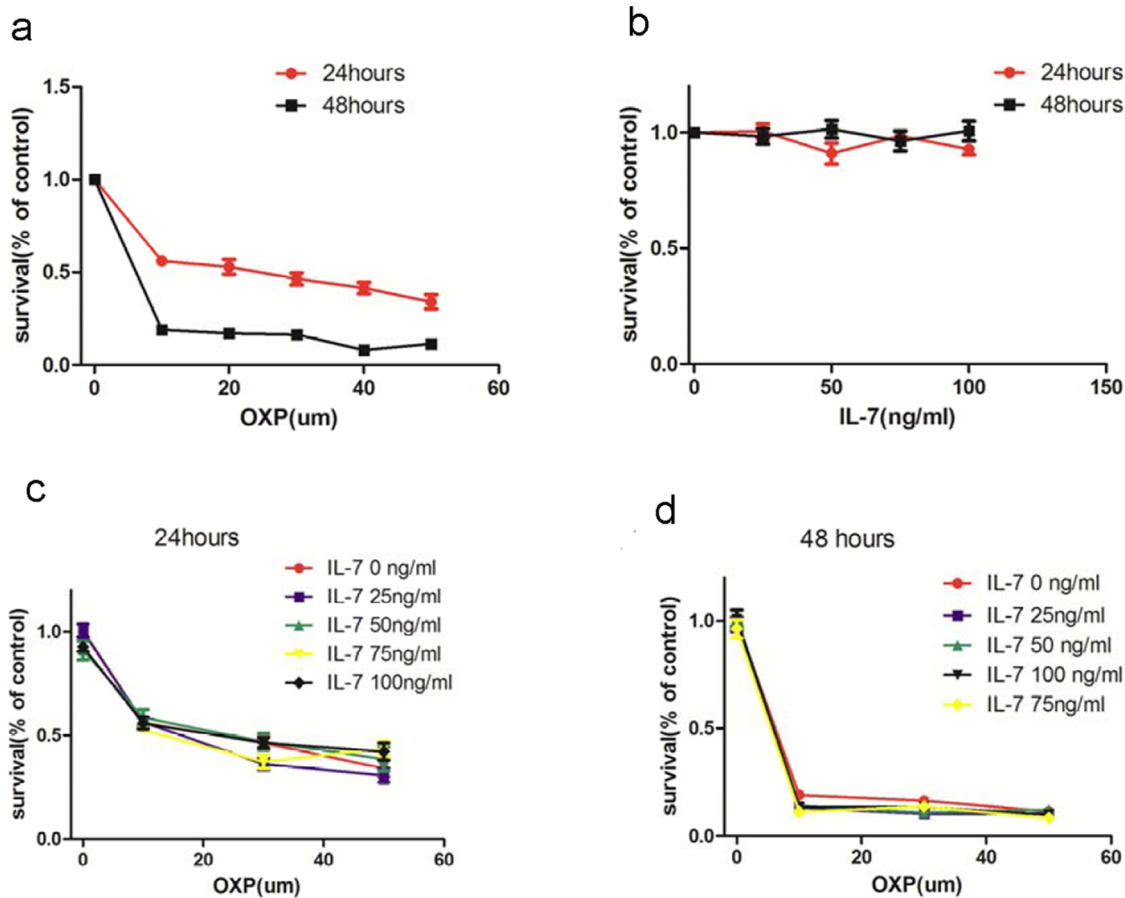 a
24hours
48hours
survival(% of control)
1.5
1.0
0.5
0.0
0
20
40
60
OXP(um)
b
24hours
48hours
survival(% of control)
1.0
0.5
0.0
0
50
100
150
IL-7(ng/ml)
c
24hours
IL-7 0 ng/ml
IL-7 25ng/ml
IL-7 50ng/ml
IL-7 75ng/ml
IL-7 100ng/ml
survival(% of control)
1.0
0.5
0.0
0
20
40
60
OXP(um)
d
48 hours
IL-7 0 ng/ml
IL-7 25ng/ml
IL-7 50 ng/ml
IL-7 100 ng/ml
IL-7 75ng/ml
survival(% of control)
1.0
0.5
0.0
0
20
40
60
OXP(um)